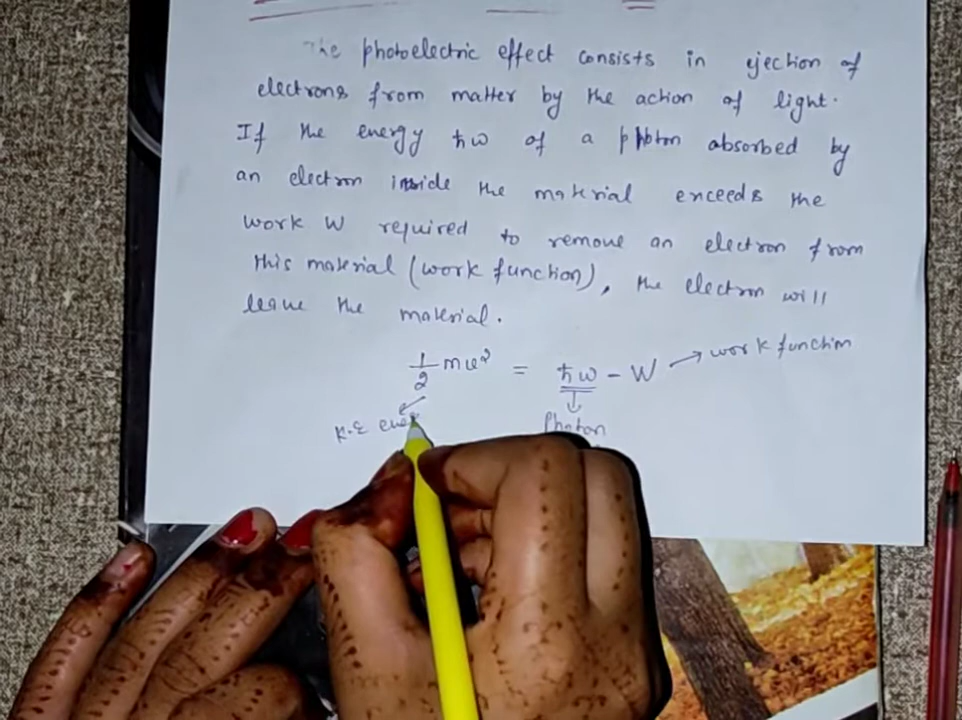 The photoelectric effect consists in ejection of
electrons from matter by the action of light.
If the energy ħω of a photon absorbed by
an electron inside the material exceeds the
work W required to remove an electron from
this material (work function), the electron will
leave the material.
1/2 mv² = ħω - W → work function
K.E ener
Photon